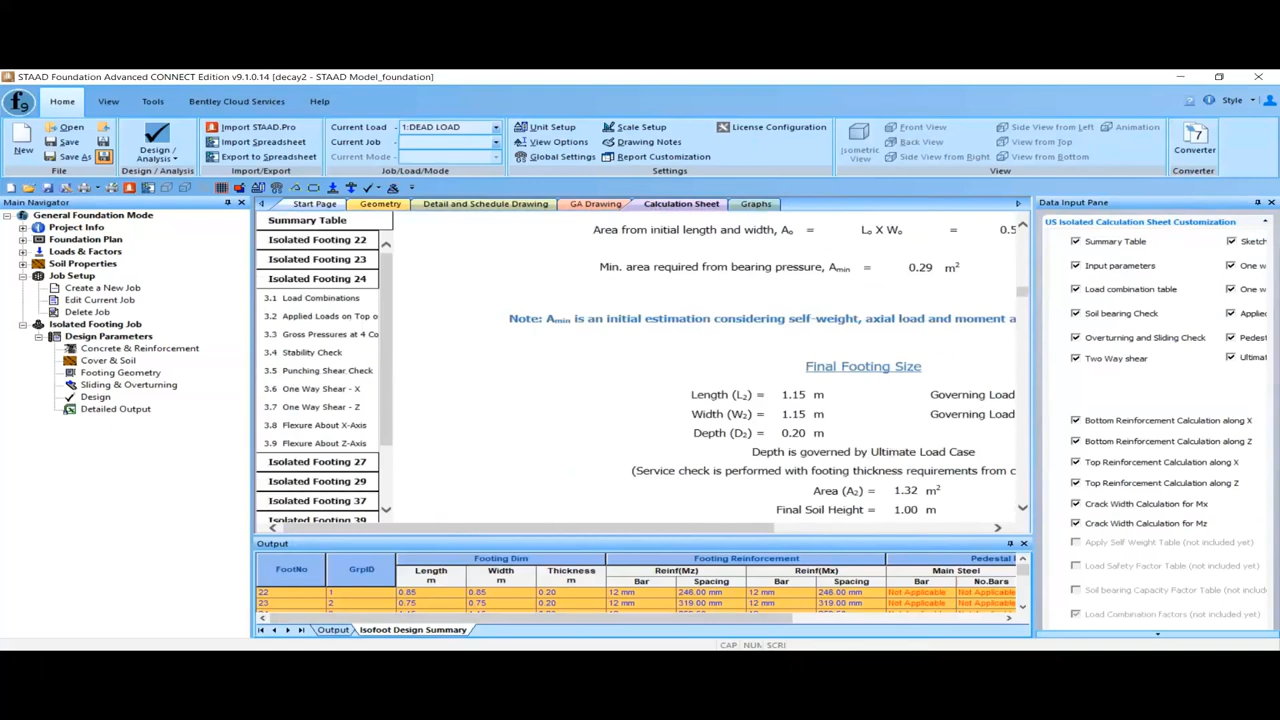 STAAD Foundation Advanced CONNECT Edition v9.1.0.14 [decay2 - STAAD Model_foundation)
Home View Tools Bentley Cloud Services Help Style
New Open Save Save As File
Design / Analysis Design / Analysis
Import STAAD.Pro
Import Spreadsheet
Export to Spreadsheet
Import/Export
Current Load 1:DEAD LOAD
Current Job
Current Mode
Job/Load/Mode
Unit Setup Scale Setup License Configuration
View Options Drawing Notes
Global Settings Report Customization
Settings
Isometric View
Front View Side View from Left Animation
Back View View from Top
Side View from Right View from Bottom
View
Converter
Converter
Main Navigator
General Foundation Mode
Project Info
Foundation Plan
Loads & Factors
Soil Properties
Job Setup
Create a New Job
Edit Current Job
Delete Job
Isolated Footing Job
Design Parameters
Concrete & Reinforcement
Cover & Soil
Footing Geometry
Sliding & Overturning
Design
Detailed Output
Start Page Geometry Detail and Schedule Drawing GA Drawing Calculation Sheet Graphs
Summary Table
Isolated Footing 22
Isolated Footing 23
Isolated Footing 24
3.1 Load Combinations
3.2 Applied Loads on Top o
3.3 Gross Pressures at 4 Co
3.4 Stability Check
3.5 Punching Shear Check
3.6 One Way Shear - X
3.7 One Way Shear - Z
3.8 Flexure About X-Axis
3.9 Flexure About Z-Axis
Isolated Footing 27
Isolated Footing 29
Isolated Footing 37
Isolated Footing 39
Area from initial length and width, Aₒ = Lₒ X Wₒ = 0.5
Min. area required from bearing pressure, Amin = 0.29 m²
Note: Amin is an initial estimation considering self-weight, axial load and moment a
Final Footing Size
Length (L₂) = 1.15 m Governing Load
Width (W₂) = 1.15 m Governing Load
Depth (D₂) = 0.20 m
Depth is governed by Ultimate Load Case
(Service check is performed with footing thickness requirements from c
Area (A₂) = 1.32 m²
Final Soil Height = 1.00 m
Output
FootNo GrpID Footing Dim Footing Reinforcement Pedestal
Length m Width m Thickness m Reinf(Mz) Reinf(Mx) Main Steel
Bar Spacing Bar Spacing Bar No.Bars
22 1 0.85 0.85 0.20 12 mm 246.00 mm 12 mm 246.00 mm Not Applicable Not Applicable
23 2 0.75 0.75 0.20 12 mm 319.00 mm 12 mm 319.00 mm Not Applicable Not Applicable
Output Isofoot Design Summary
Data Input Pane
US Isolated Calculation Sheet Customization
Summary Table Sketch
Input parameters One w
Load combination table One w
Soil bearing Check Applie
Overturning and Sliding Check Pedes
Two Way shear Ultima
Bottom Reinforcement Calculation along X
Bottom Reinforcement Calculation along Z
Top Reinforcement Calculation along X
Top Reinforcement Calculation along Z
Crack Width Calculation for Mx
Crack Width Calculation for Mz
Apply Self Weight Table (not included yet)
Load Safety Factor Table (not included yet)
Soil bearing Capacity Factor Table (not includ
Load Combination factors (not included yet)
CAP NUM SCRI